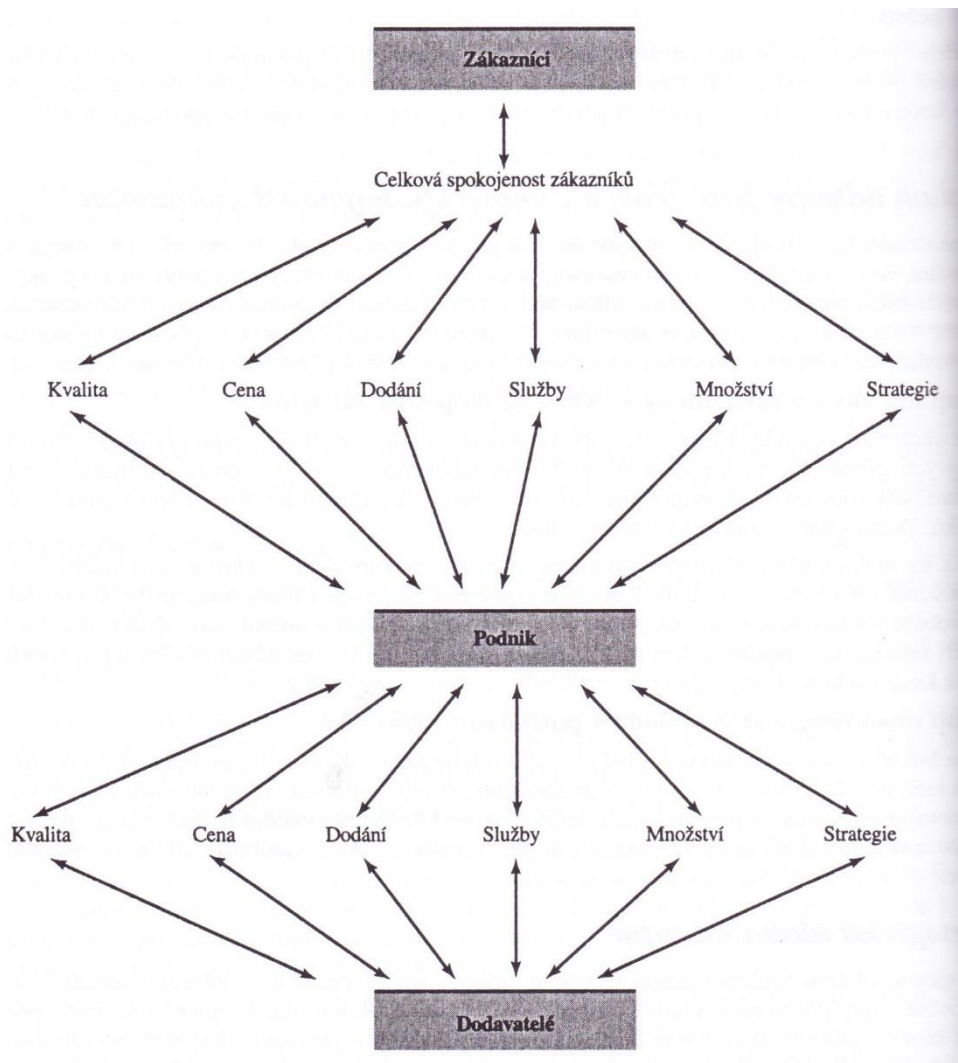 Zákazníci
Celková spokojenost zákazníků
Kvalita Cena Dodání Služby Množství Strategie
Podnik
Kvalita Cena Dodání Služby Množství Strategie
Dodavatelé